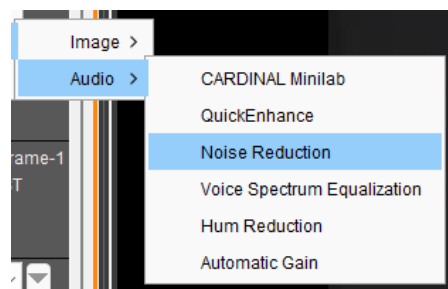 Image >
Audio >
CARDINAL Minilab
QuickEnhance
Noise Reduction
Voice Spectrum Equalization
Hum Reduction
Automatic Gain
rame-1
T